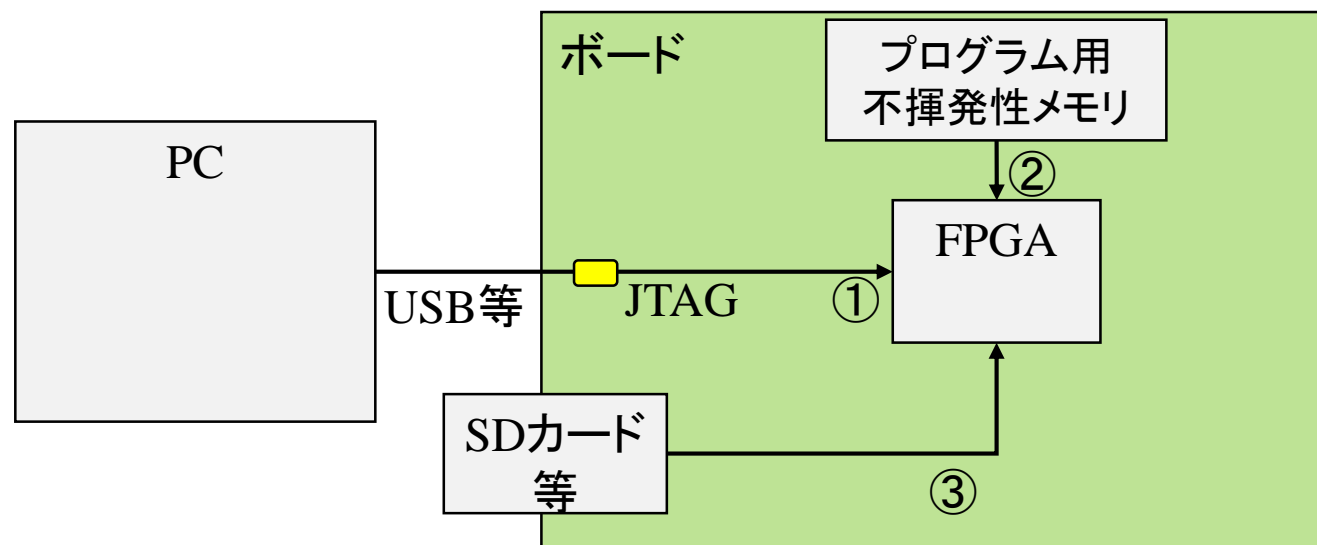 ボード
プログラム用
不揮発性メモリ
PC
②
FPGA
USB等
JTAG
①
SDカード
等
③